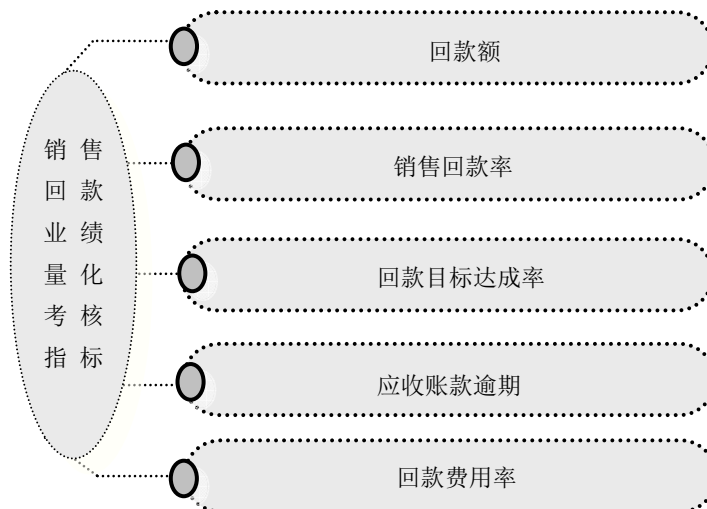 销售
回款
业绩
量化
考核
指标
回款额
销售回款率
回款目标达成率
应收账款逾期
回款费用率